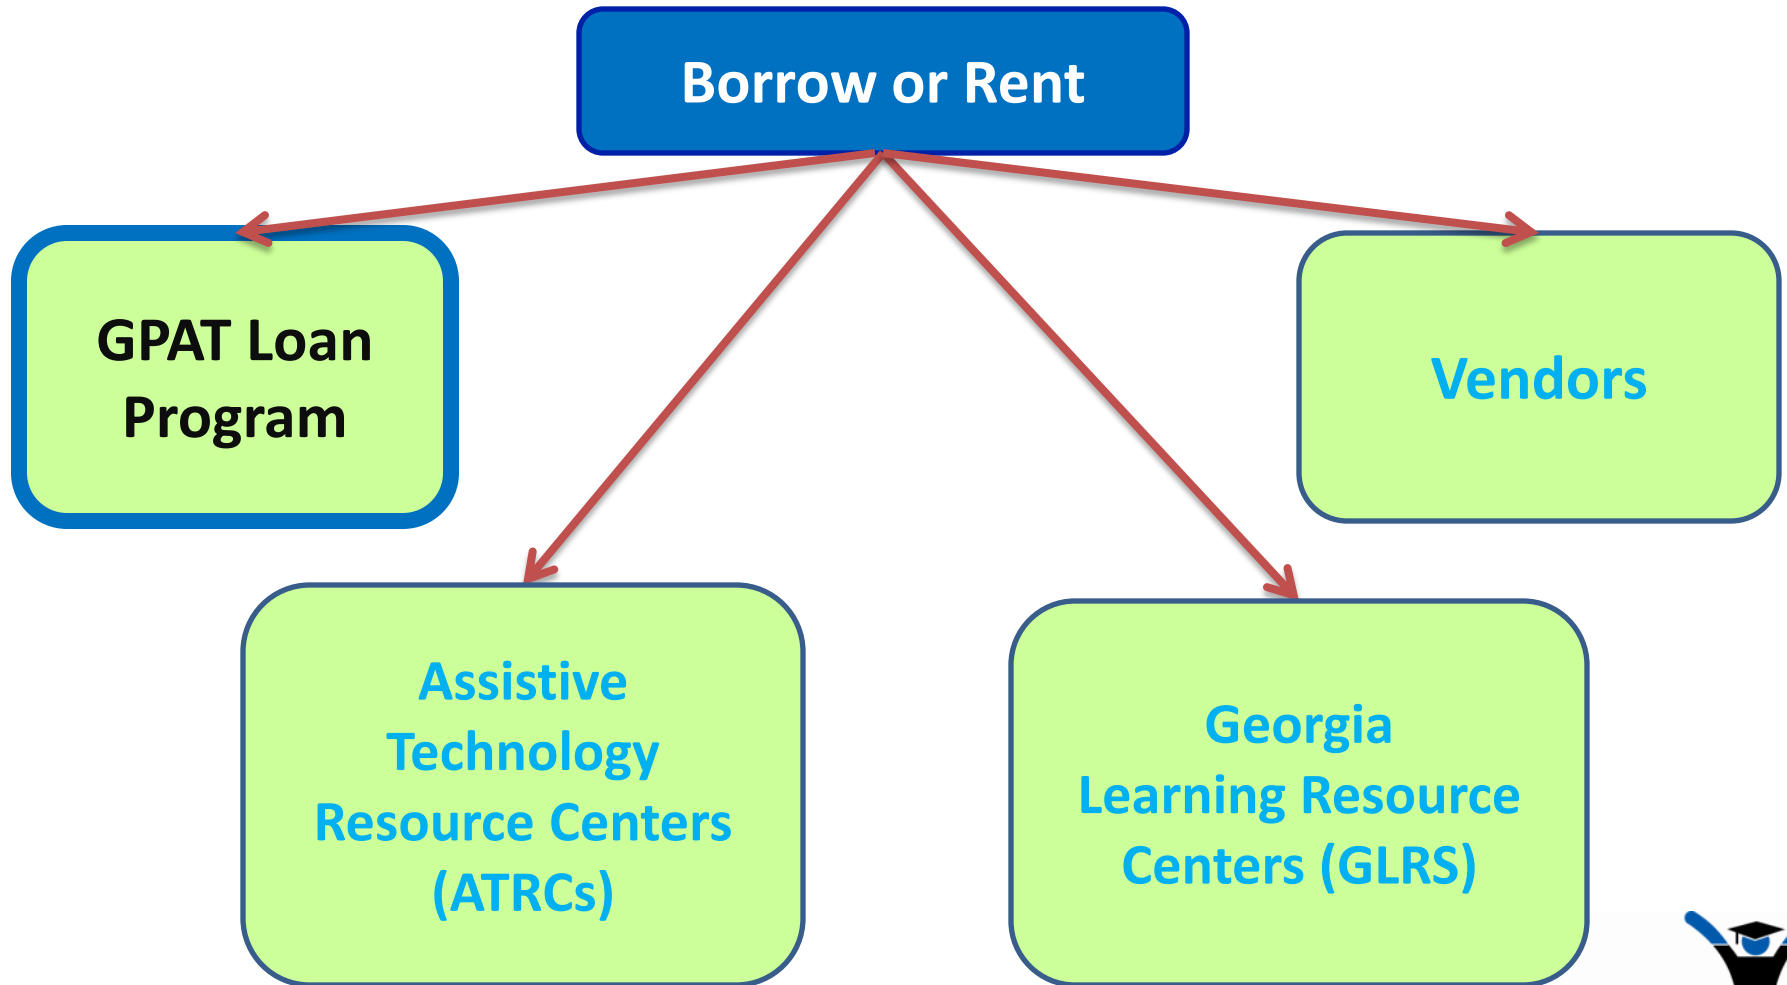 Borrow or Rent
GPAT Loan
Program
Vendors
Assistive
Technology
Resource Centers
(ATRCs)
Georgia
Learning Resource
Centers (GLRS)